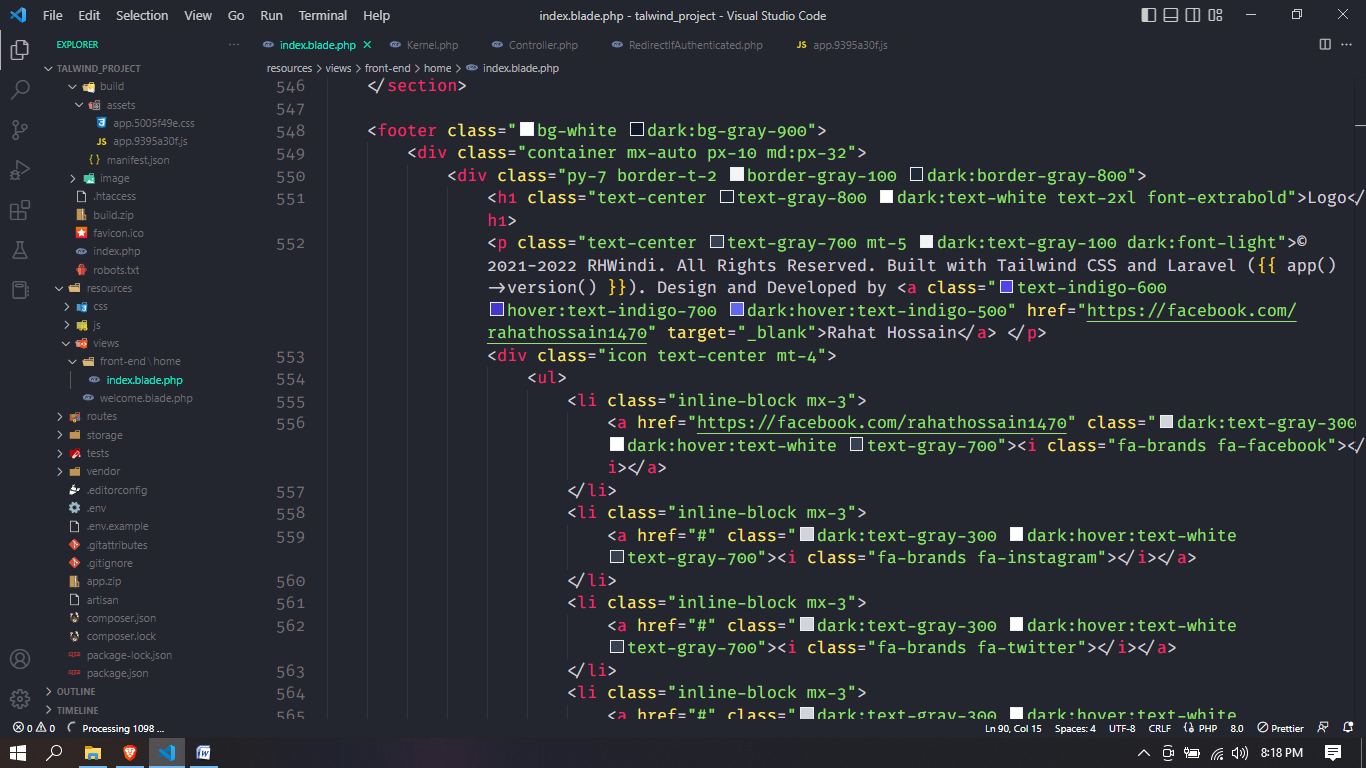 File Edit Selection View Go Run Terminal Help index.blade.php - talwind_project - Visual Studio Code
EXPLORER ···
index.blade.php × Kernel.php Controller.php RedirectIfAuthenticated.php JS app.9395a30f.js ···
TALWIND_PROJECT
build
assets
app.5005f49e.css
JS app.9395a30f.js
{ } manifest.json
image
.htaccess
build.zip
favicon.ico
index.php
robots.txt
resources
css
js
views
front-end \ home
index.blade.php
welcome.blade.php
routes
storage
tests
vendor
.editorconfig
.env
.env.example
.gitattributes
.gitignore
app.zip
artisan
composer.json
composer.lock
package-lock.json
package.json
OUTLINE
TIMELINE
resources > views > front-end > home > index.blade.php
546 </section>
547
548 <footer class="bg-white dark:bg-gray-900">
549 <div class="container mx-auto px-10 md:px-32">
550 <div class="py-7 border-t-2 border-gray-100 dark:border-gray-800">
551 <h1 class="text-center text-gray-800 dark:text-white text-2xl font-extrabold">Logo</
h1>
552 <p class="text-center text-gray-700 mt-5 dark:text-gray-100 dark:font-light">©
2021-2022 RHWindi. All Rights Reserved. Built with Tailwind CSS and Laravel ({{ app()
->version() }}). Design and Developed by <a class="text-indigo-600
hover:text-indigo-700 dark:hover:text-indigo-500" href="https://facebook.com/
rahathossain1470" target="_blank">Rahat Hossain</a> </p>
553 <div class="icon text-center mt-4">
554 <ul>
555 <li class="inline-block mx-3">
556 <a href="https://facebook.com/rahathossain1470" class="dark:text-gray-300
dark:hover:text-white text-gray-700"><i class="fa-brands fa-facebook"></
i></a>
557 </li>
558 <li class="inline-block mx-3">
559 <a href="#" class="dark:text-gray-300 dark:hover:text-white
text-gray-700"><i class="fa-brands fa-instagram"></i></a>
560 </li>
561 <li class="inline-block mx-3">
562 <a href="#" class="dark:text-gray-300 dark:hover:text-white
text-gray-700"><i class="fa-brands fa-twitter"></i></a>
563 </li>
564 <li class="inline-block mx-3">
565 <a href="#" class="dark:text-gray-300 dark:hover:text-white
0 0 Processing 1098 ... Ln 90, Col 15 Spaces: 4 UTF-8 CRLF PHP 8.0 Prettier
8:18 PM